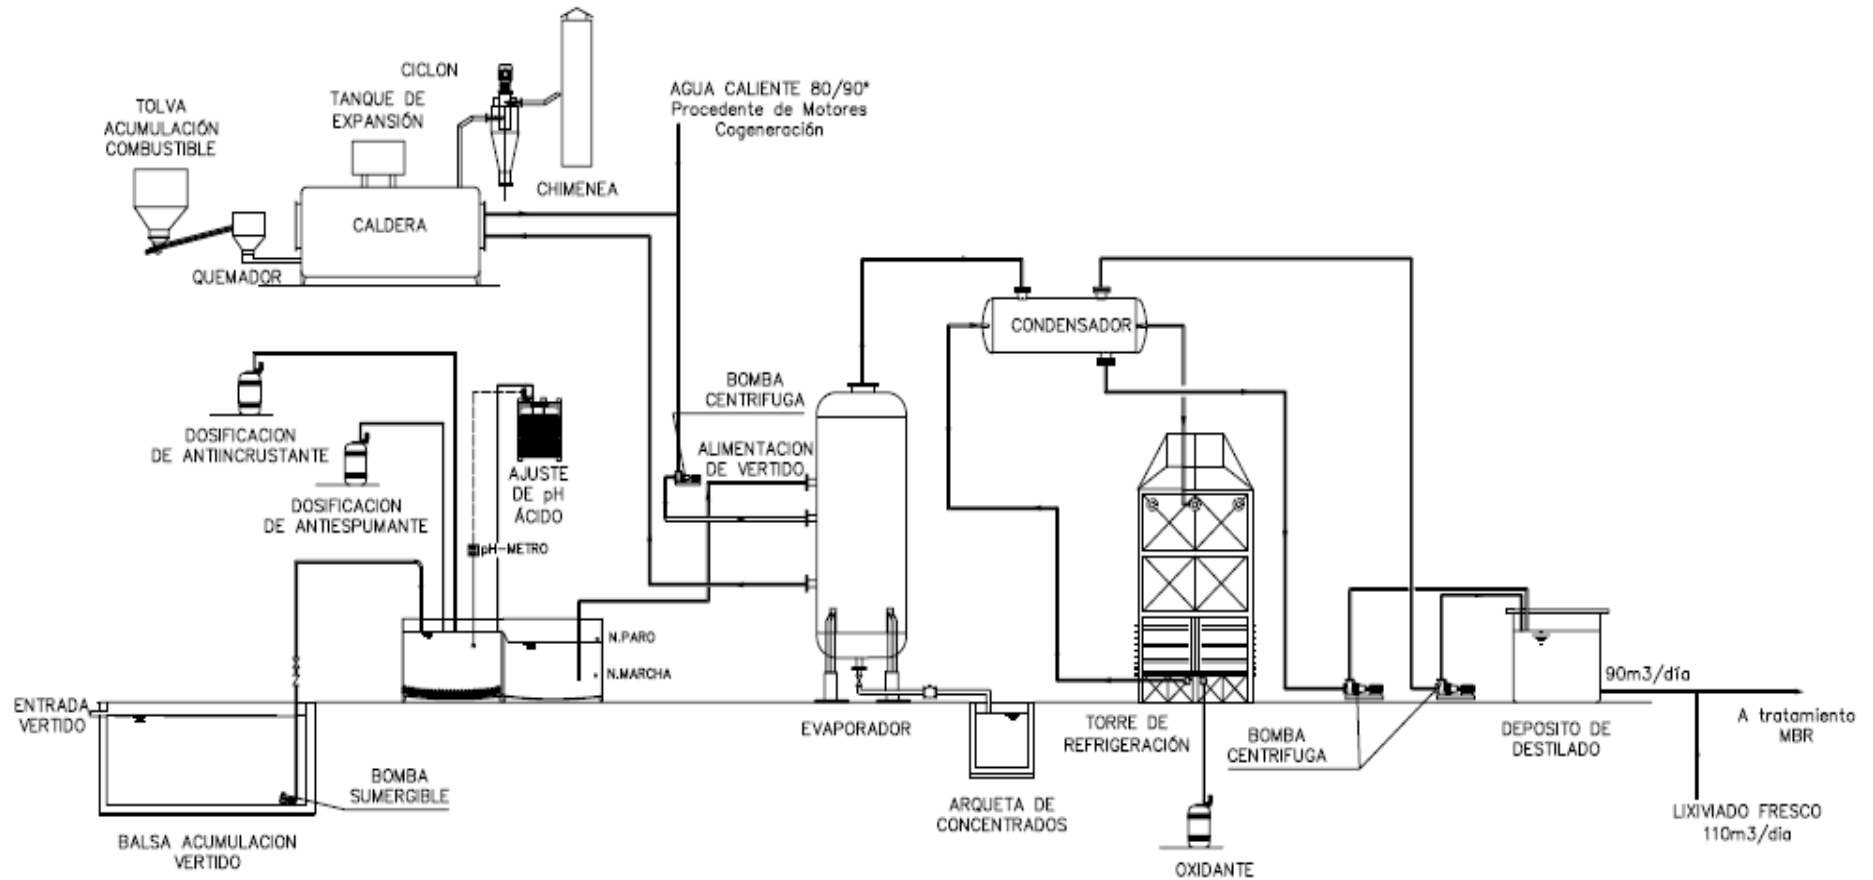 CICLON
TANQUE DE
EXPANSIÓN
TOLVA
ACUMULACIÓN
COMBUSTIBLE
AGUA CALIENTE 80/90°
Procedente de Motores
Cogeneración
CHIMENEA
CALDERA
QUEMADOR
CONDENSADOR
BOMBA
CENTRIFUGA
DOSIFICACION
DE ANTIINCRUSTANTE
ALIMENTACION
DE VERTIDO
AJUSTE
DE pH
ÁCIDO
DOSIFICACION
DE ANTIESPUMANTE
pH-METRO
N.PARO
N.MARCHA
90m3/día
ENTRADA
VERTIDO
EVAPORADOR
TORRE DE
REFRIGERACIÓN
BOMBA
CENTRIFUGA
DEPOSITO DE
DESTILADO
A tratamiento
MBR
BOMBA
SUMERGIBLE
ARQUETA DE
CONCENTRADOS
LIXIVIADO FRESCO
110m3/día
BALSA ACUMULACION
VERTIDO
OXIDANTE